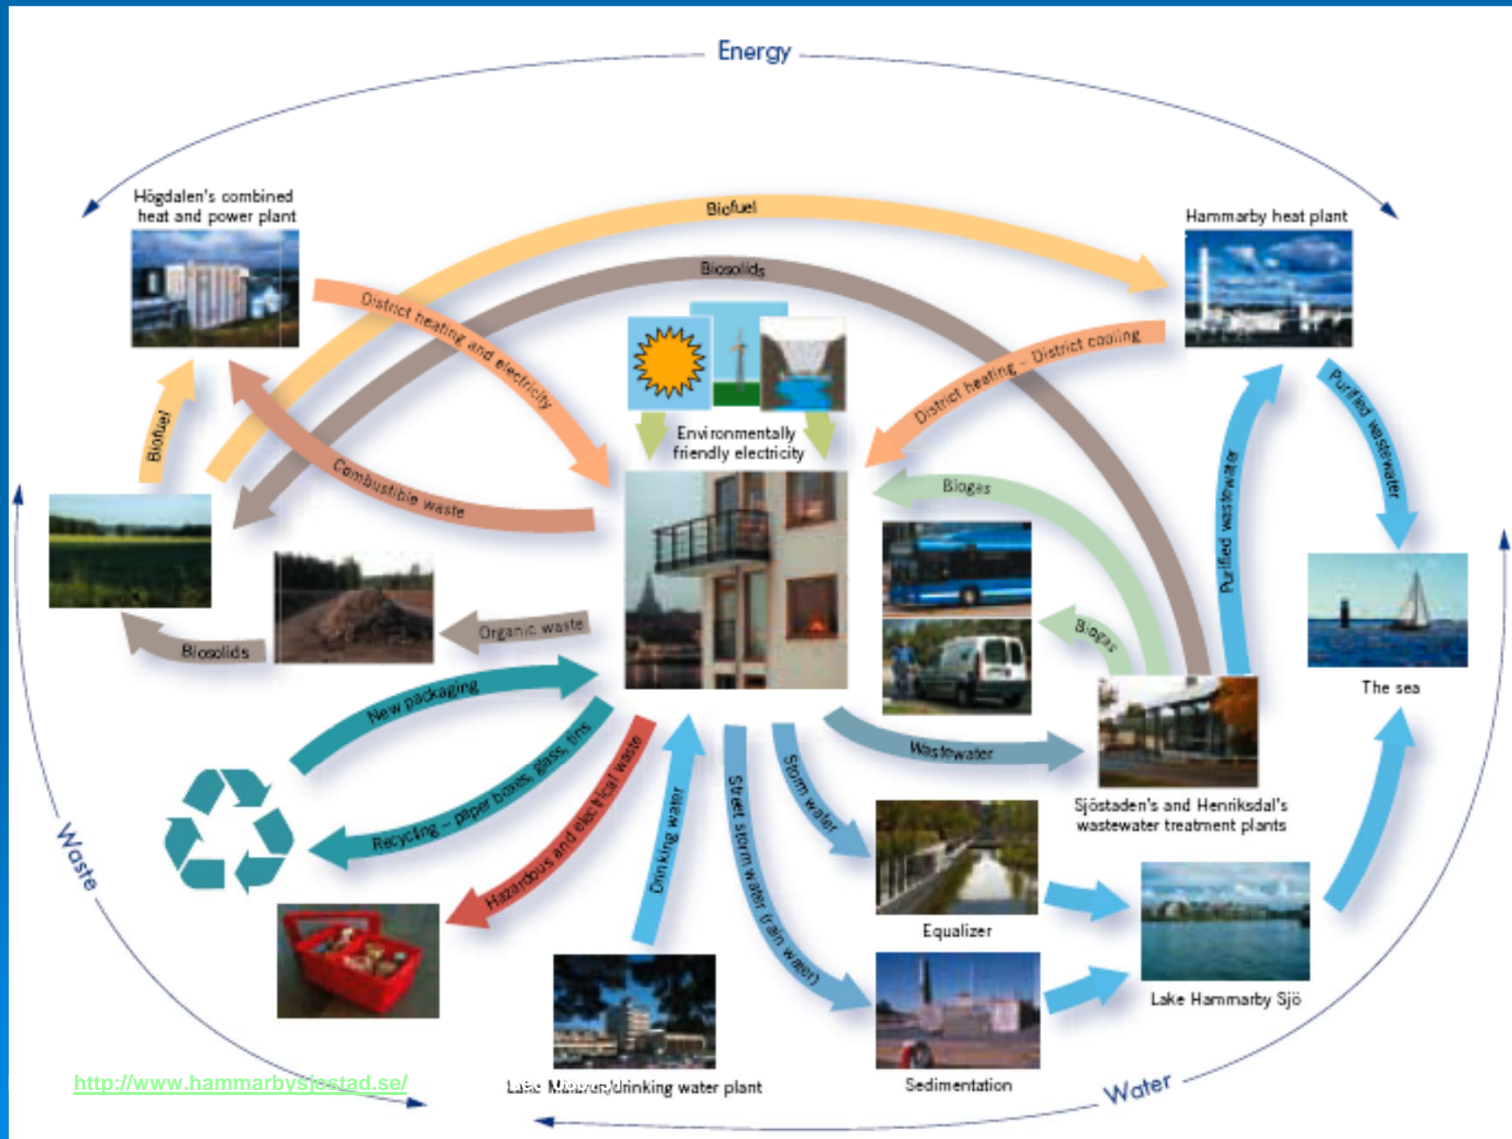 Energy
Högdalen's combined
heat and power plant
Hammarby heat plant
Biofuel
Biosolids
District heating and electricity
District heating – District cooling
Environmentally
friendly electricity
Purified wastewater
Biofuel
Combustible waste
Biogas
Purified wastewater
Organic waste
Biosolids
Biogas
The sea
New packaging
Recycling – paper boxes, glass, tins
Hazardous and electrical waste
Drinking water
Street storm water (rain water)
Storm water
Wastewater
Sjöstaden's and Henriksdal's
wastewater treatment plants
Waste
Equalizer
Lake Hammarby Sjö
Sedimentation
Water
http://www.hammarbysjostad.se/
Lake drinking water plant